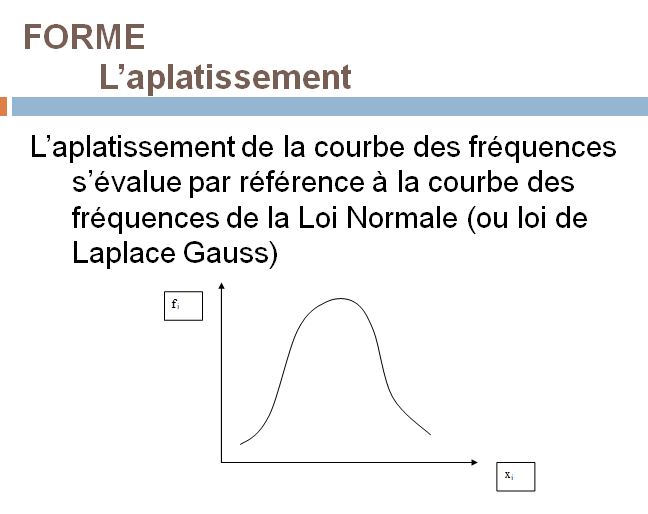 FORME
L’aplatissement
L’aplatissement de la courbe des fréquences
s’évalue par référence à la courbe des
fréquences de la Loi Normale (ou loi de
Laplace Gauss)
fi
xi